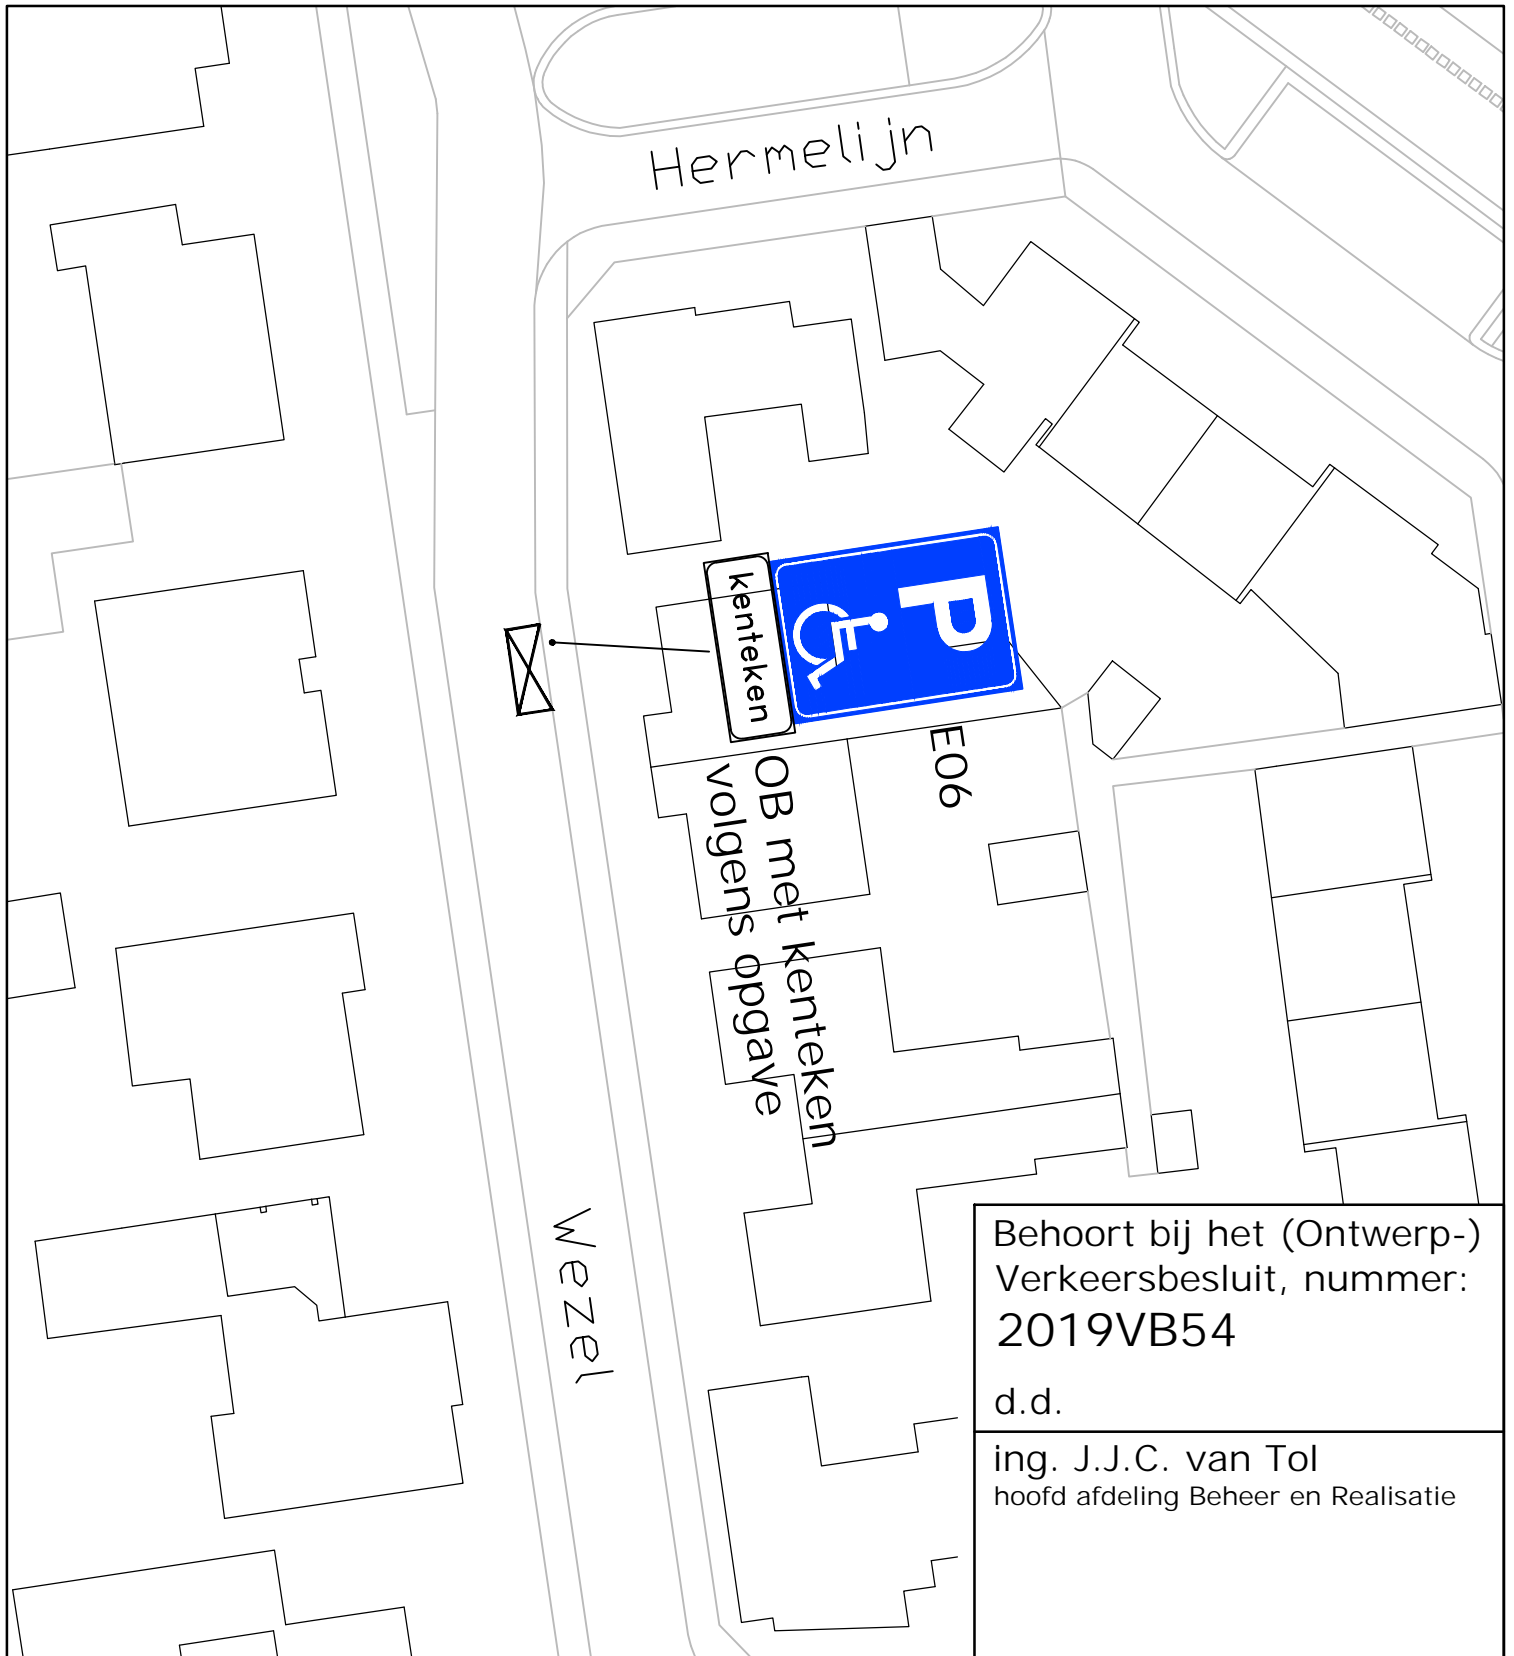 Hermelijn
P
kenteken
E06
OB met kenteken
volgens opgave
Wezel
Behoort bij het (Ontwerp-)
Verkeersbesluit, nummer:
2019VB54
d.d.
ing. J.J.C. van Tol
hoofd afdeling Beheer en Realisatie